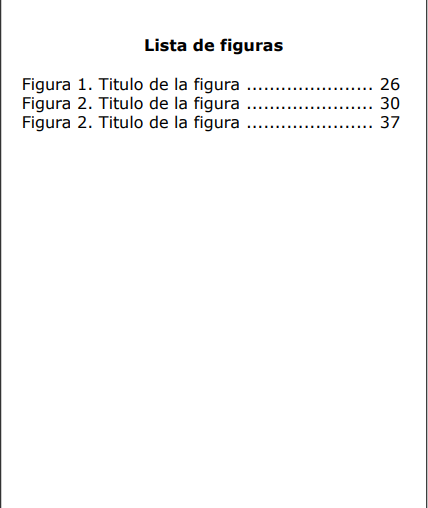 Lista de figuras
Figura 1. Titulo de la figura ...................... 26
Figura 2. Titulo de la figura ...................... 30
Figura 2. Titulo de la figura ...................... 37